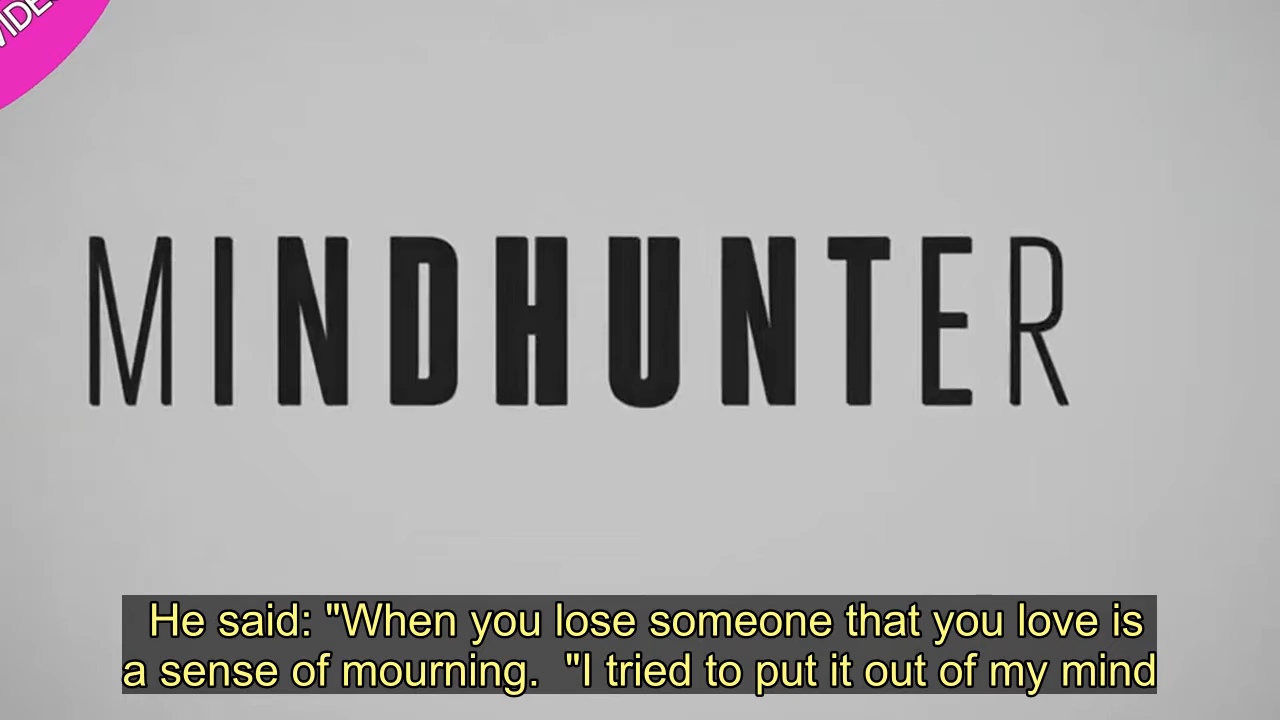 VIDE
MINDHUNTER
He said: "When you lose someone that you love is
a sense of mourning.  "I tried to put it out of my mind